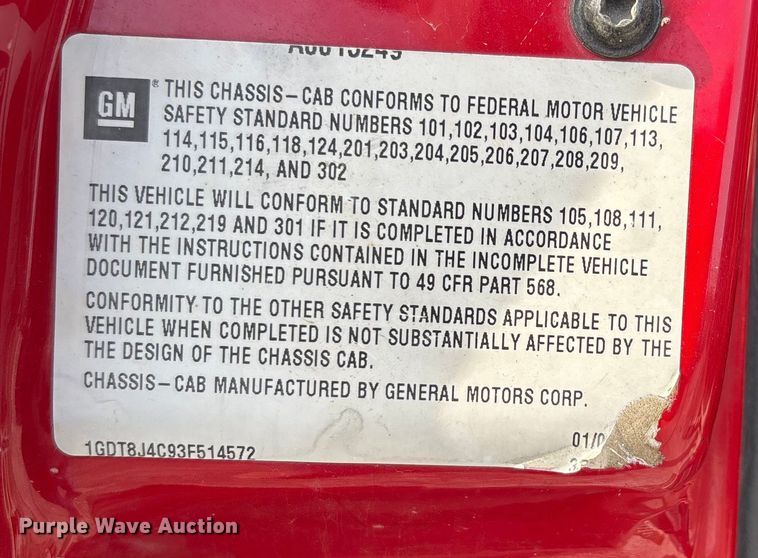 GM
® THIS CHASSIS-CAB CONFORMS TO FEDERAL MOTOR VEHICLE
SAFETY STANDARD NUMBERS 101,102,103,104,106,107,113,
114,115,116,118,124,201,203,204,205,206,207,208,209,
210,211,214, AND 302
THIS VEHICLE WILL CONFORM TO STANDARD NUMBERS 105,108,111,
120,121,212,219 AND 301 IF IT IS COMPLETED IN ACCORDANCE
WITH THE INSTRUCTIONS CONTAINED IN THE INCOMPLETE VEHICLE
DOCUMENT FURNISHED PURSUANT TO 49 CFR PART 568.
CONFORMITY TO THE OTHER SAFETY STANDARDS APPLICABLE TO THIS
VEHICLE WHEN COMPLETED IS NOT SUBSTANTIALLY AFFECTED BY THE
THE DESIGN OF THE CHASSIS CAB.
CHASSIS-CAB MANUFACTURED BY GENERAL MOTORS CORP.
1GDT8J4C93F514572 01/0
Purple Wave Auction